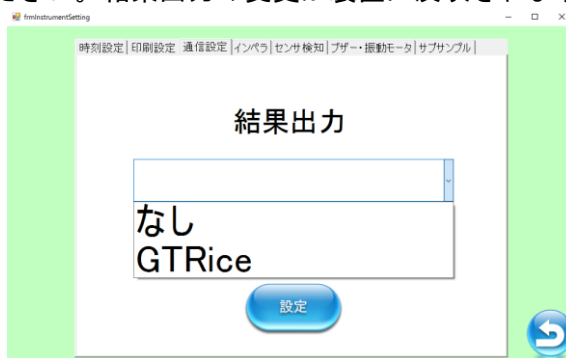 ださい。結果出力の変更が装置に反映されます
frmInstrumentSetting
時刻設定 印刷設定 通信設定 インペラ センサ検知 ブザー・振動モータ サブサンプル
結果出力
なし
GTRice
設定